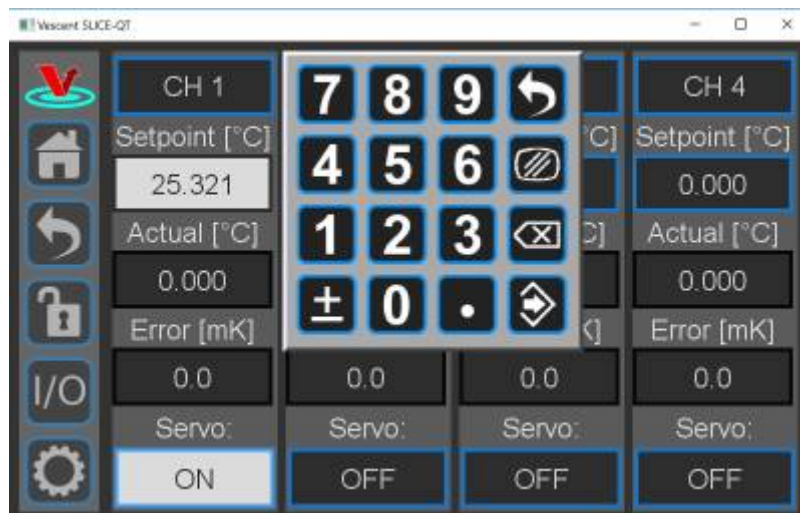 Vescent SLICE-QT
CH 1
7 8 9
CH 4
Setpoint [°C]
°C]
Setpoint [°C]
4 5 6
25.321
0.000
Actual [°C]
1 2 3
C]
Actual [°C]
0.000
± 0 .
0.000
Error [mK]
K]
Error [mK]
I/O
0.0
0.0
0.0
0.0
Servo:
Servo:
Servo:
Servo:
ON
OFF
OFF
OFF